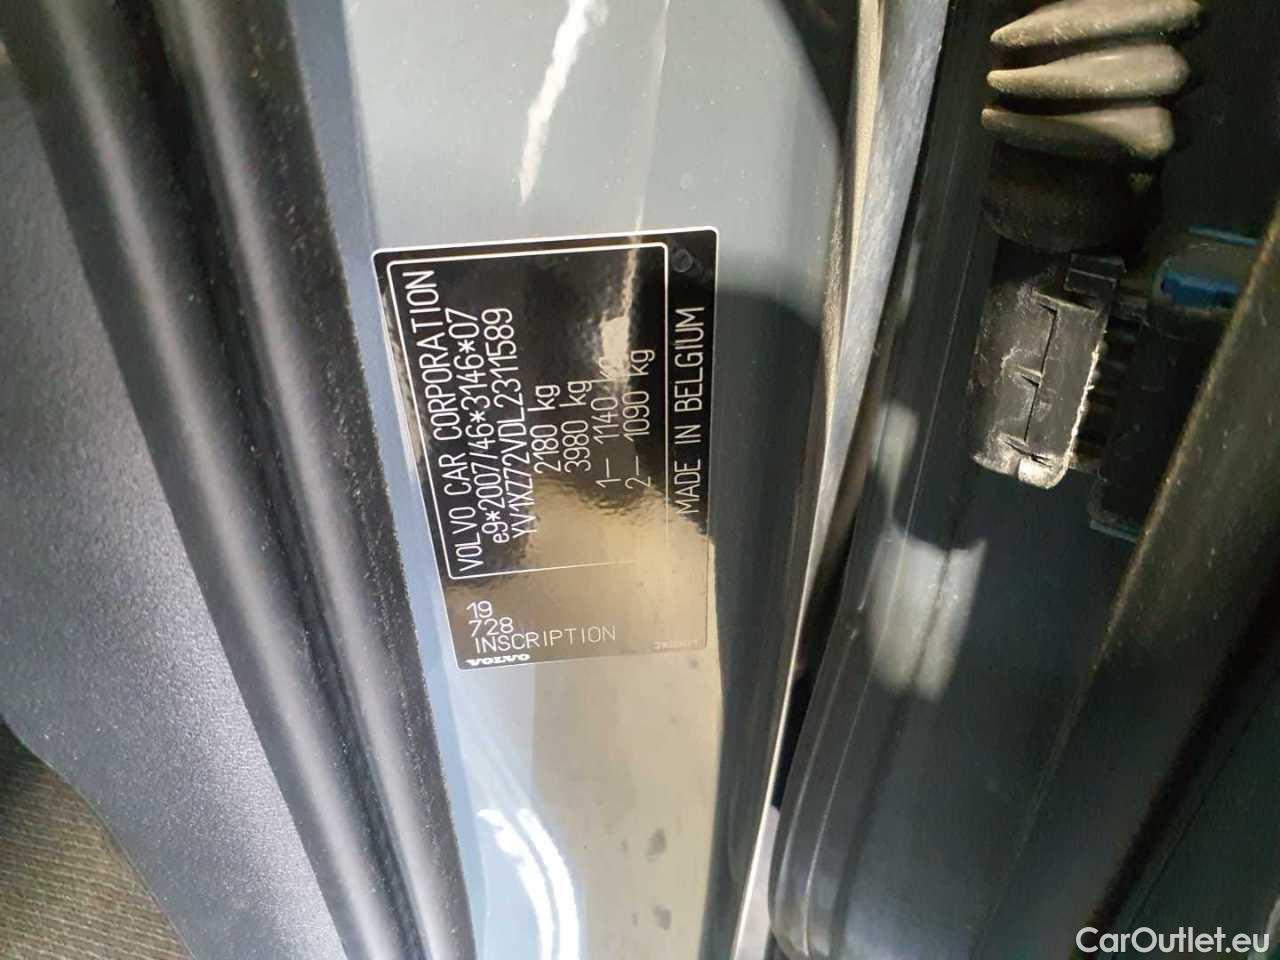 VOLVO CAR CORPORATION
e9*2007/46*3146*07
YV1XZ72VDL2311589
2180 kg
3980 kg
1— 1140 kg
2— 1090 kg
MADE IN BELGIUM
19
728
INSCRIPTION
VOLVO
CarOutlet.eu